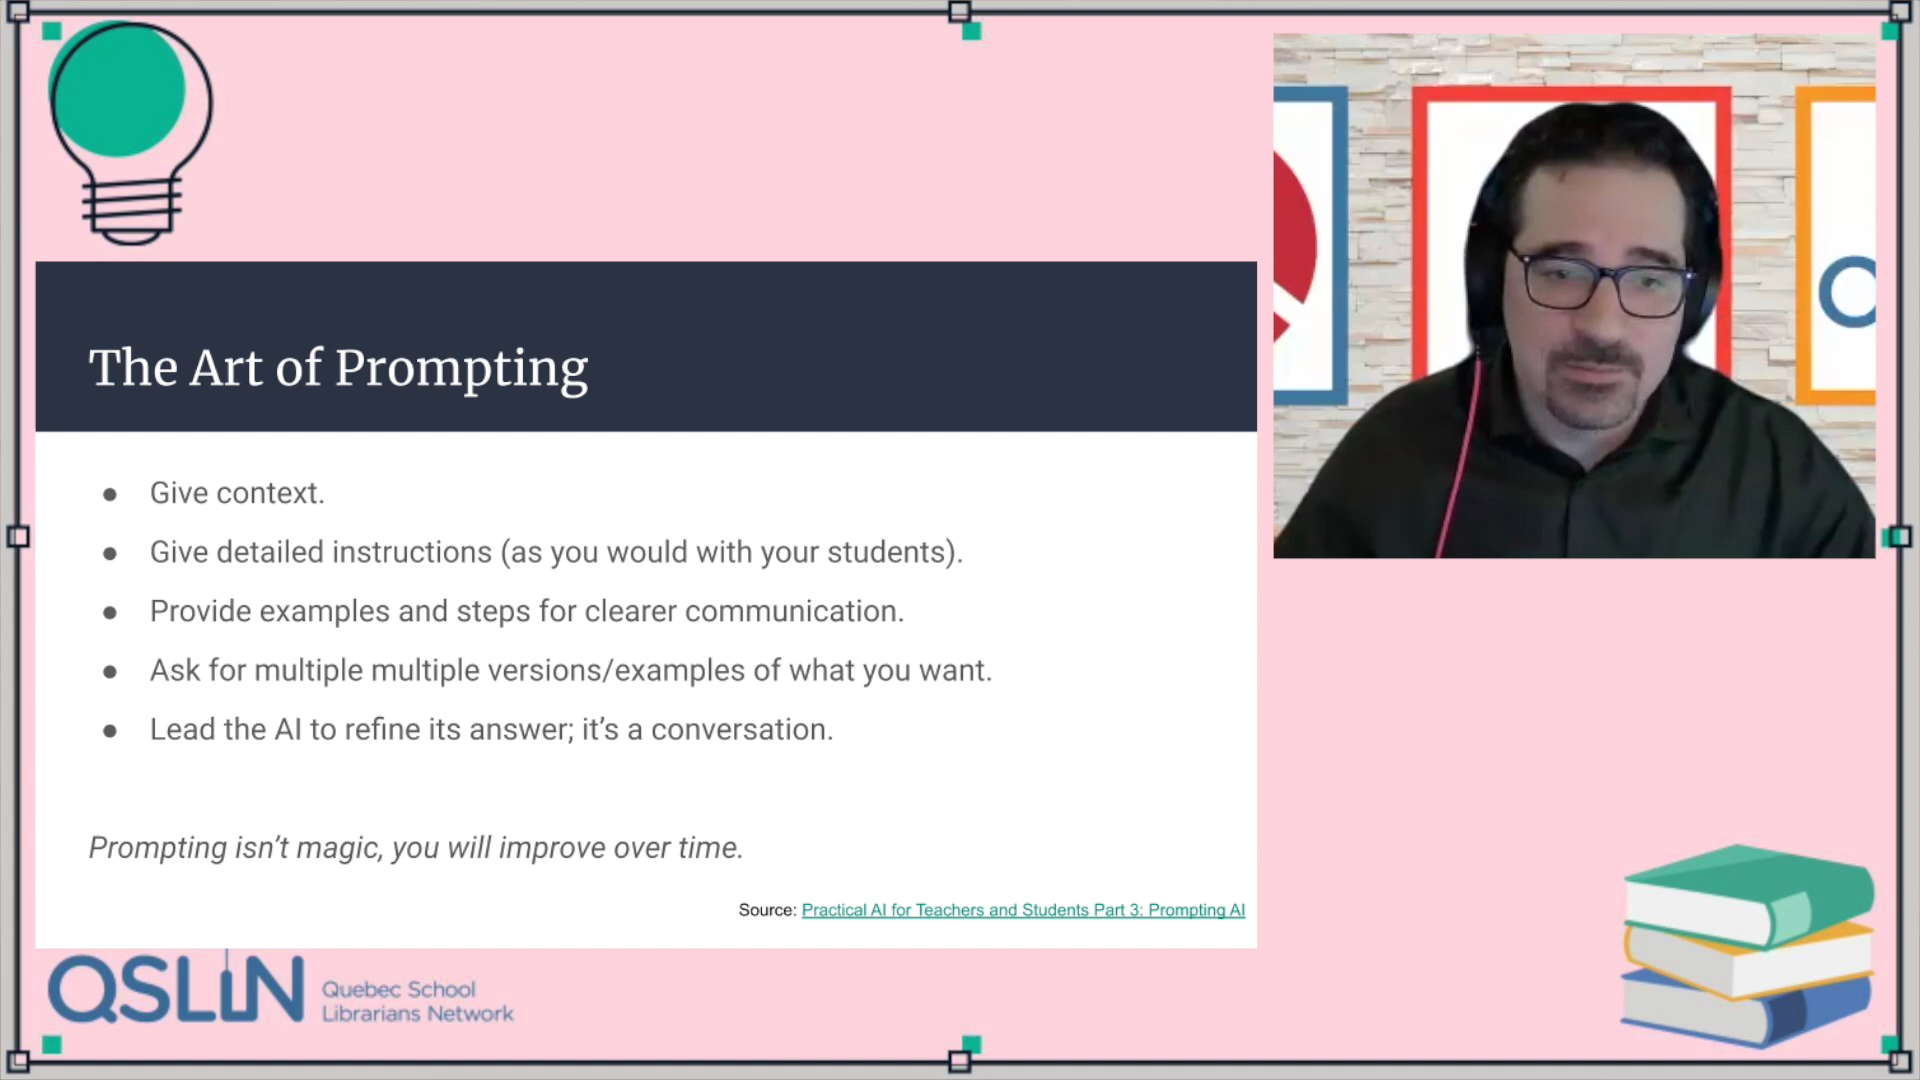 The Art of Prompting
● Give context.
● Give detailed instructions (as you would with your students).
● Provide examples and steps for clearer communication.
● Ask for multiple multiple versions/examples of what you want.
● Lead the AI to refine its answer; it’s a conversation.
Prompting isn’t magic, you will improve over time.
Source: Practical AI for Teachers and Students Part 3: Prompting AI
QSLiN
Quebec School
Librarians Network